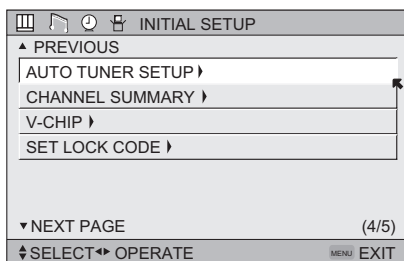 INITIAL SETUP
▲ PREVIOUS
AUTO TUNER SETUP
CHANNEL SUMMARY
V-CHIP
SET LOCK CODE
▼ NEXT PAGE (4/5)
SELECT OPERATE MENU EXIT